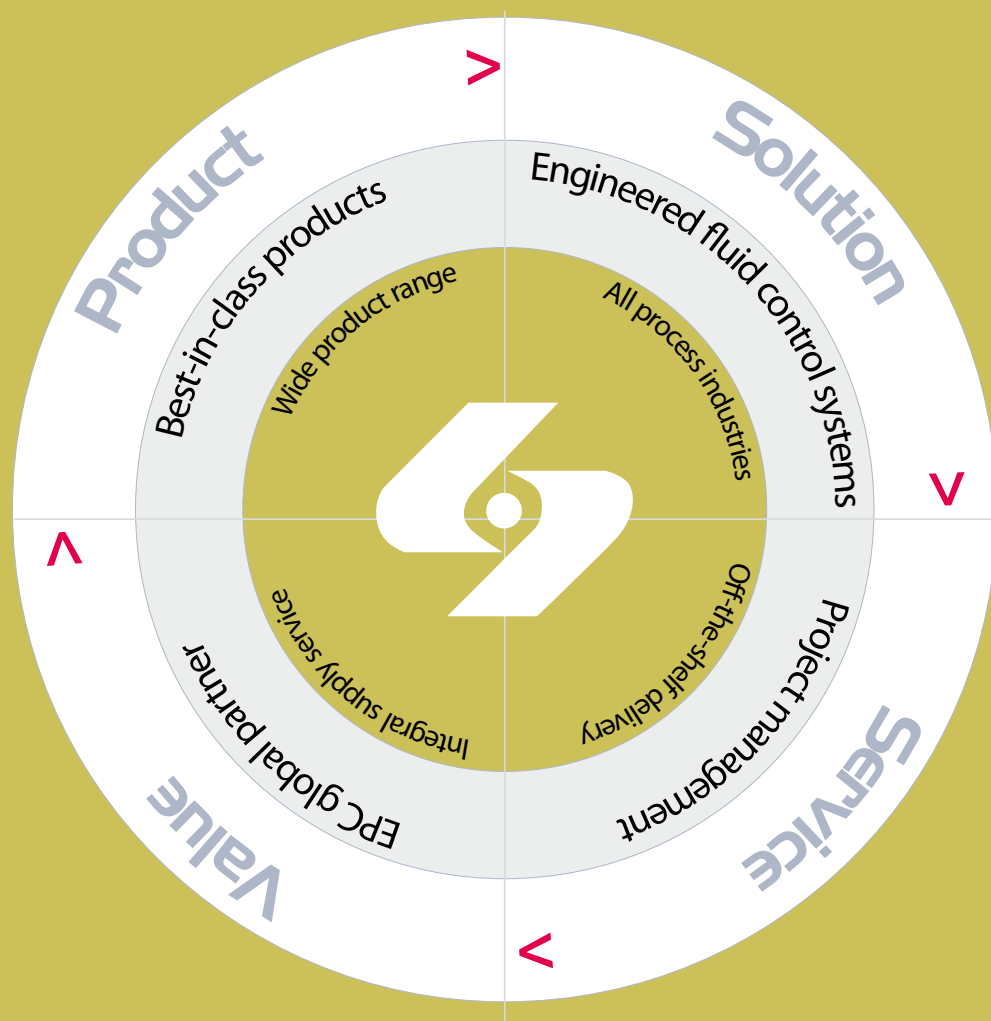 Product
Best-in-class products
Wide product range
>
Solution
Engineered fluid control systems
All process industries
>
Service
Project management
Off-the-shelf delivery
>
Value
EPC global partner
Integral supply service
>